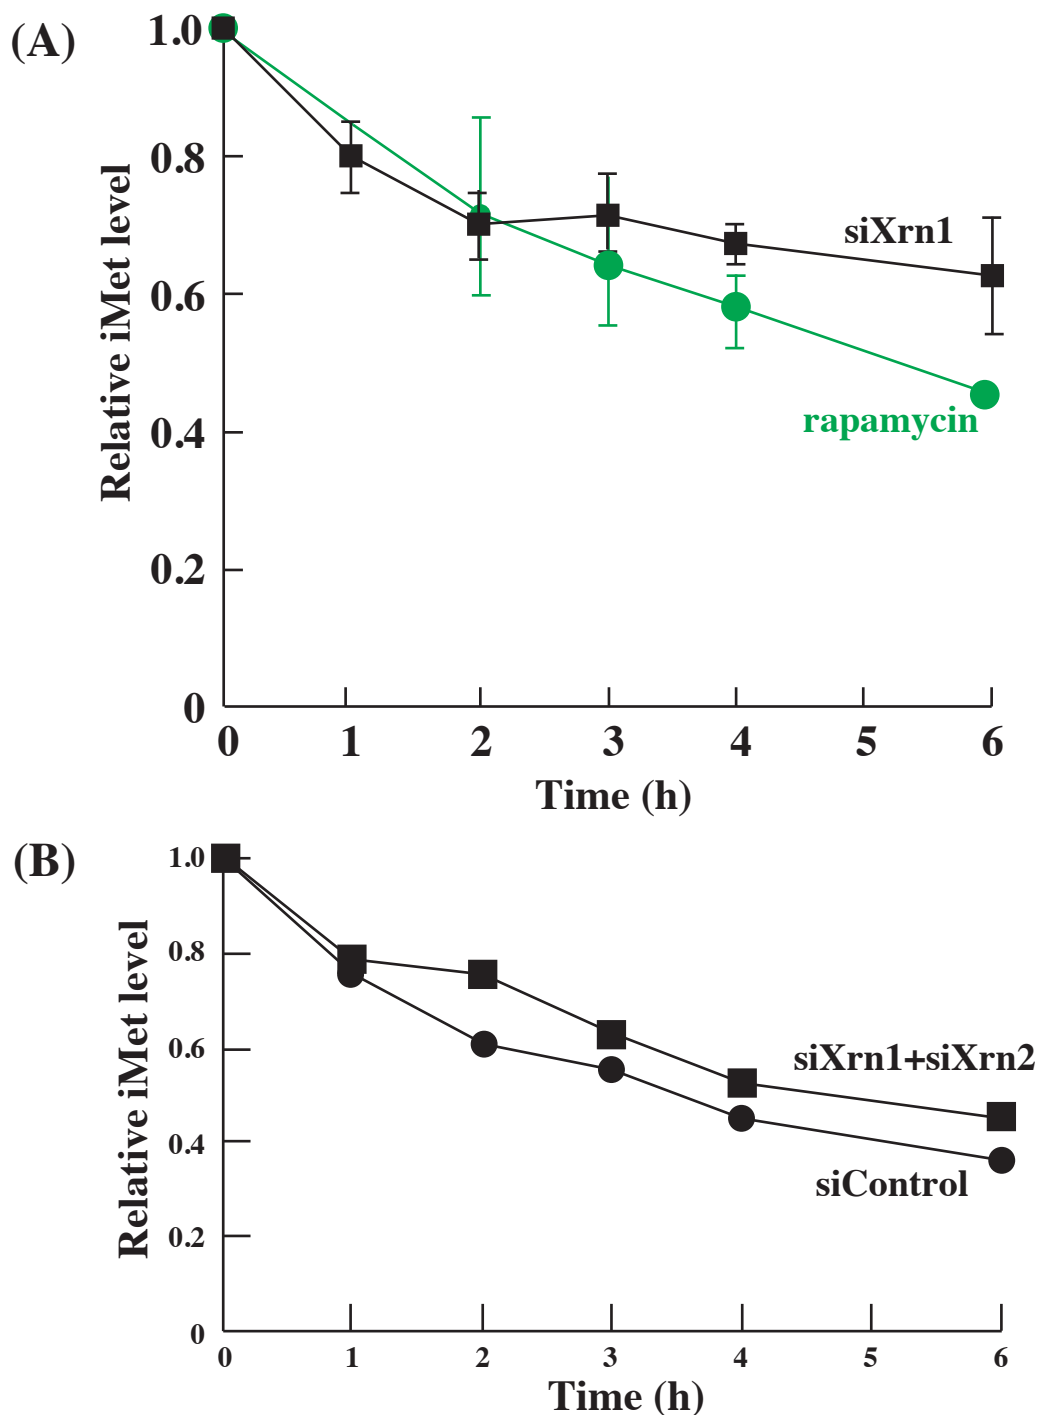 (A)
Relative iMet level
1.0
0.8
0.6
0.4
0.2
0
siXrn1
rapamycin
0 1 2 3 4 5 6
Time (h)
(B)
Relative iMet level
1.0
0.8
0.6
0.4
0.2
0
siXrn1+siXrn2
siControl
0 1 2 3 4 5 6
Time (h)